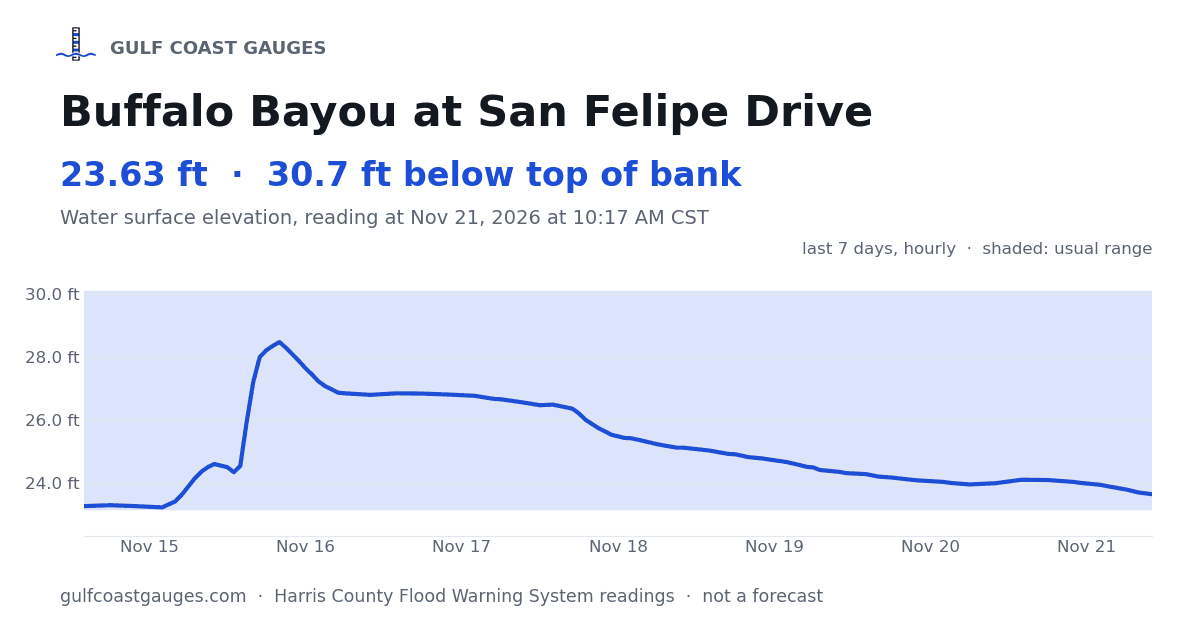 GULF COAST GAUGES
Buffalo Bayou at San Felipe Drive
23.63 ft · 30.7 ft below top of bank
Water surface elevation, reading at Nov 21, 2026 at 10:17 AM CST
last 7 days, hourly · shaded: usual range
30.0 ft
28.0 ft
26.0 ft
24.0 ft
Nov 15 Nov 16 Nov 17 Nov 18 Nov 19 Nov 20 Nov 21
gulfcoastgauges.com · Harris County Flood Warning System readings · not a forecast